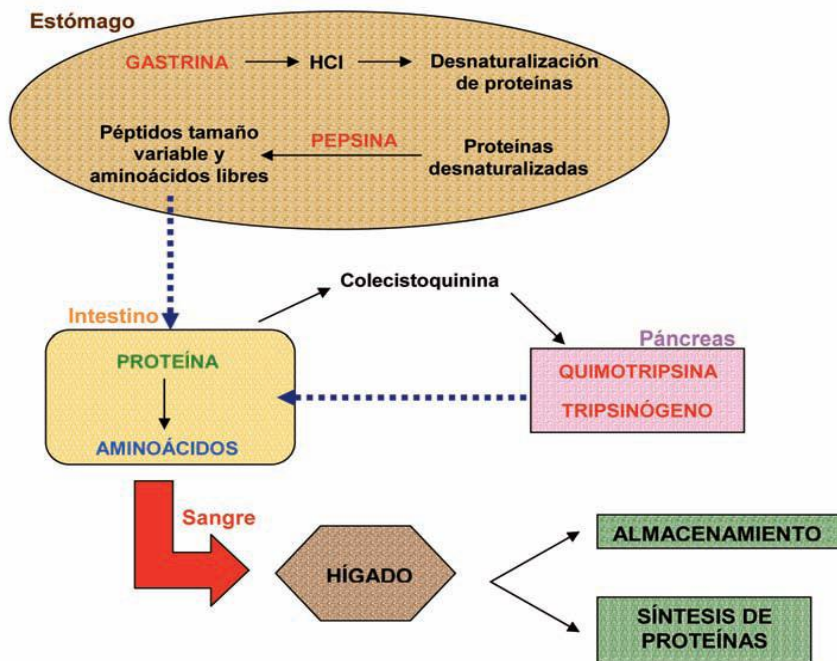 Estómago
GASTRINA
HCl
Desnaturalización
de proteínas
Péptidos tamaño
variable y
aminoácidos libres
PEPSINA
Proteínas
desnaturalizadas
Colecistoquinina
Intestino
PROTEÍNA
AMINOÁCIDOS
Páncreas
QUIMOTRIPSINA
TRIPSINÓGENO
Sangre
HÍGADO
ALMACENAMIENTO
SÍNTESIS DE
PROTEÍNAS